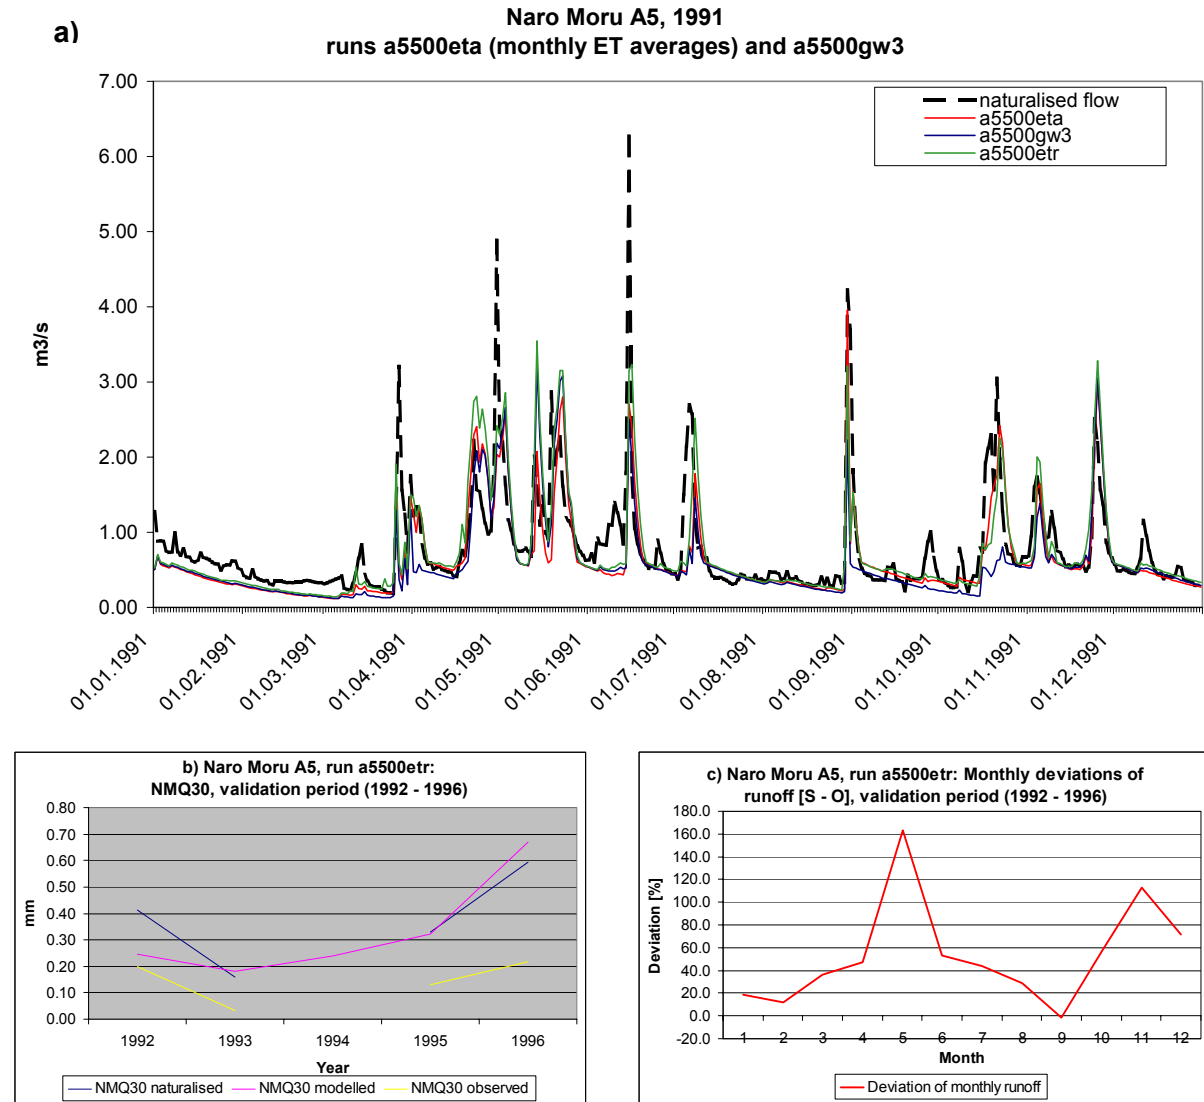 a)
Naro Moru A5, 1991
runs a5500eta (monthly ET averages) and a5500gw3
7.00
6.00
5.00
4.00
3.00
2.00
1.00
0.00
m3/s
naturalised flow
a5500eta
a5500gw3
a5500etr
01.01.1991
01.02.1991
01.03.1991
01.04.1991
01.05.1991
01.06.1991
01.07.1991
01.08.1991
01.09.1991
01.10.1991
01.11.1991
01.12.1991
b) Naro Moru A5, run a5500etr:
NMQ30, validation period (1992 - 1996)
0.80
0.70
0.60
0.50
0.40
0.30
0.20
0.10
0.00
mm
1992 1993 1994 1995 1996
Year
NMQ30 naturalised NMQ30 modelled NMQ30 observed
c) Naro Moru A5, run a5500etr: Monthly deviations of
runoff [S - O], validation period (1992 - 1996)
180.0
160.0
140.0
120.0
100.0
80.0
60.0
40.0
20.0
0.0
-20.0
Deviation [%]
1 2 3 4 5 6 7 8 9 10 11 12
Month
Deviation of monthly runoff